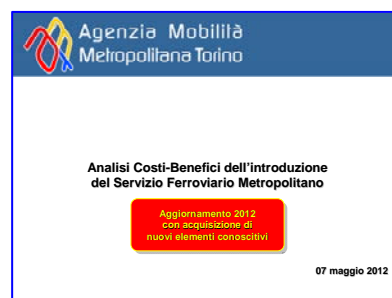 Agenzia Mobilità
Metropolitana Torino
Analisi Costi-Benefici dell'introduzione
del Servizio Ferroviario Metropolitano
Aggiornamento 2012
con acquisizione di
nuovi elementi conoscitivi
07 maggio 2012